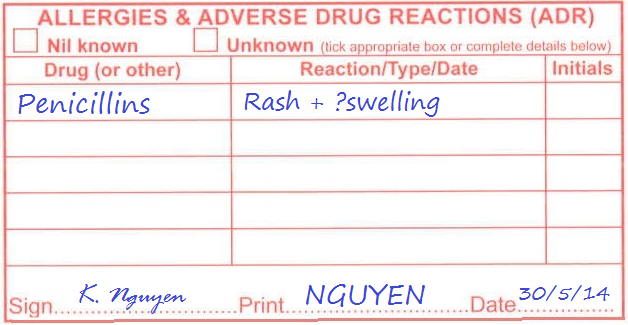 ALLERGIES & ADVERSE DRUG REACTIONS (ADR)
Nil known Unknown (tick appropriate box or complete details below)
Drug (or other) Reaction/Type/Date Initials
Penicillins Rash + ?swelling
Sign K. Nguyen Print NGUYEN Date 30/5/14